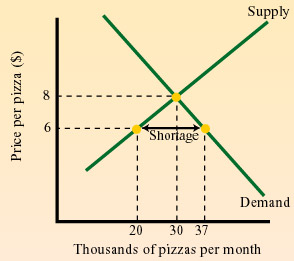 Supply
Price per pizza ($)
8
6
Shortage
Demand
20 30 37
Thousands of pizzas per month